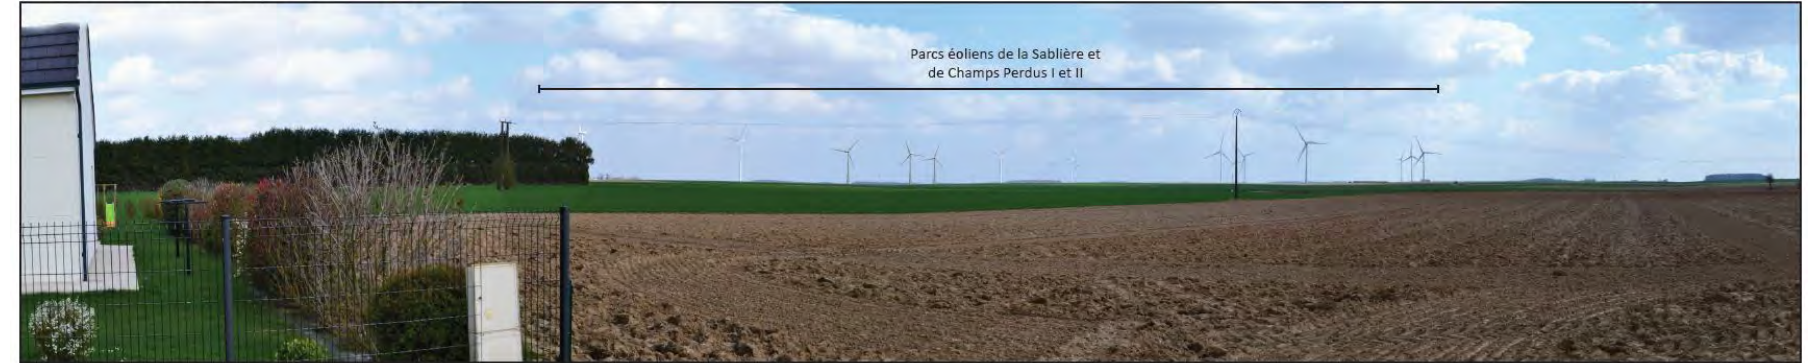 Parcs éoliens de la Sablière et
de Champs Perdus I et II